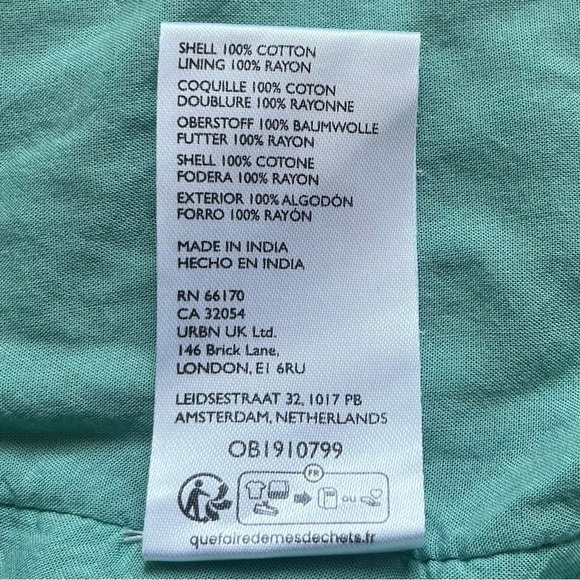 SHELL 100% COTTON
LINING 100% RAYON
COQUILLE 100% COTON
DOUBLURE 100% RAYONNE
OBERSTOFF 100% BAUMWOLLE
FUTTER 100% RAYON
SHELL 100% COTONE
FODERA 100% RAYON
EXTERIOR 100% ALGODÓN
FORRO 100% RAYÓN
MADE IN INDIA
HECHO EN INDIA
RN 66170
CA 32054
URBN UK Ltd.
146 Brick Lane,
LONDON, E1 6RU
LEIDSESTRAAT 32, 1017 PB
AMSTERDAM, NETHERLANDS
OB1910799
FR
OU
quefairedemesdechets.fr